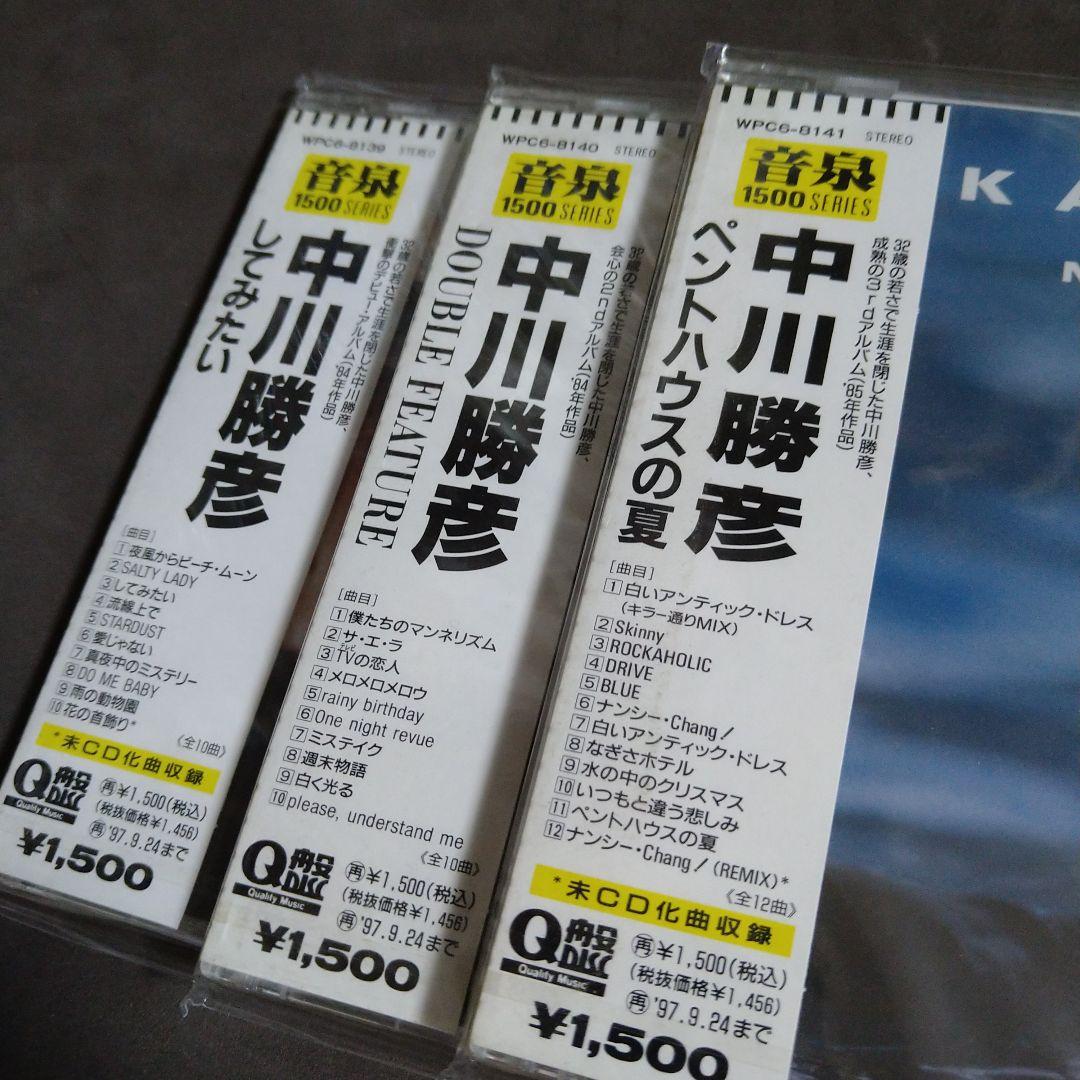 WPC6-8139 STEREO
音泉
1500 SERIES
32歳の若さで生涯を閉じた中川勝彦、
衝撃のデビュー・アルバム('84年作品)
中川勝彦
してみたい
[曲目]
1 夜風からビーチ・ムーン
2 SALTY LADY
3 してみたい
4 流線上で
5 STARDUST
6 愛じゃない
7 真夜中のミステリー
8 DO ME BABY
9 雨の動物園
10 花の首飾り*
《全10曲》
*未CD化曲収録
Q盤
DISC
Quality Music
再¥1,500(税込)
(税抜価格¥1,456)
再'97.9.24まで
¥1,500
WPC6-8140 STEREO
音泉
1500 SERIES
32歳の若さで生涯を閉じた中川勝彦、
会心の2ndアルバム('84年作品)
中川勝彦
DOUBLE FEATURE
[曲目]
1 僕たちのマンネリズム
2 サ・エ・ラ
3 TVの恋人
テレビ
4 メロメロメロウ
5 rainy birthday
6 One night revue
7 ミステイク
8 週末物語
9 白く光る
10 please, understand me
《全10曲》
Q盤
DISC
Quality Music
再¥1,500(税込)
(税抜価格¥1,456)
再'97.9.24まで
¥1,500
WPC6-8141 STEREO
音泉
1500 SERIES
32歳の若さで生涯を閉じた中川勝彦、
成熟の3rdアルバム('85年作品)
中川勝彦
ペントハウスの夏
[曲目]
1 白いアンティック・ドレス
(キラー通りMIX)
2 Skinny
3 ROCKAHOLIC
4 DRIVE
5 BLUE
6 ナンシー・Chang!
7 白いアンティック・ドレス
8 なぎさホテル
9 水の中のクリスマス
10 いつもと違う悲しみ
11 ペントハウスの夏
12 ナンシー・Chang!(REMIX)*
《全12曲》
*未CD化曲収録
Q盤
DISC
Quality Music
再¥1,500(税込)
(税抜価格¥1,456)
再'97.9.24まで
¥1,500
KA